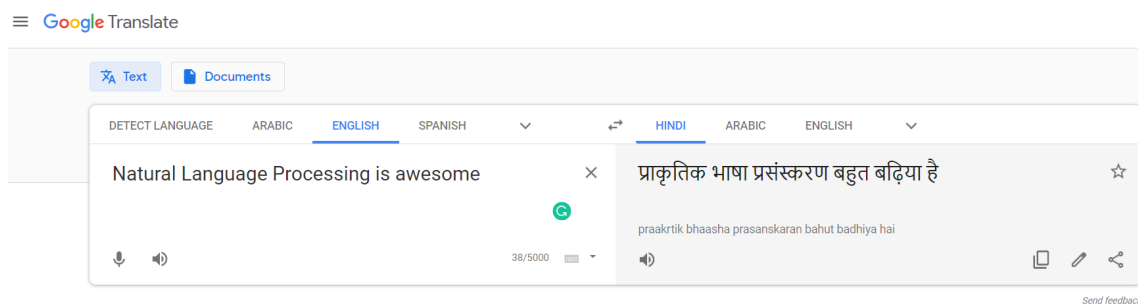 Google Translate
Text Documents
DETECT LANGUAGE ARABIC ENGLISH SPANISH HINDI ARABIC ENGLISH
Natural Language Processing is awesome
प्राकृतिक भाषा प्रसंस्करण बहुत बढ़िया है
praakrtik bhaasha prasanskaran bahut badhiya hai
38/5000
Send feedback